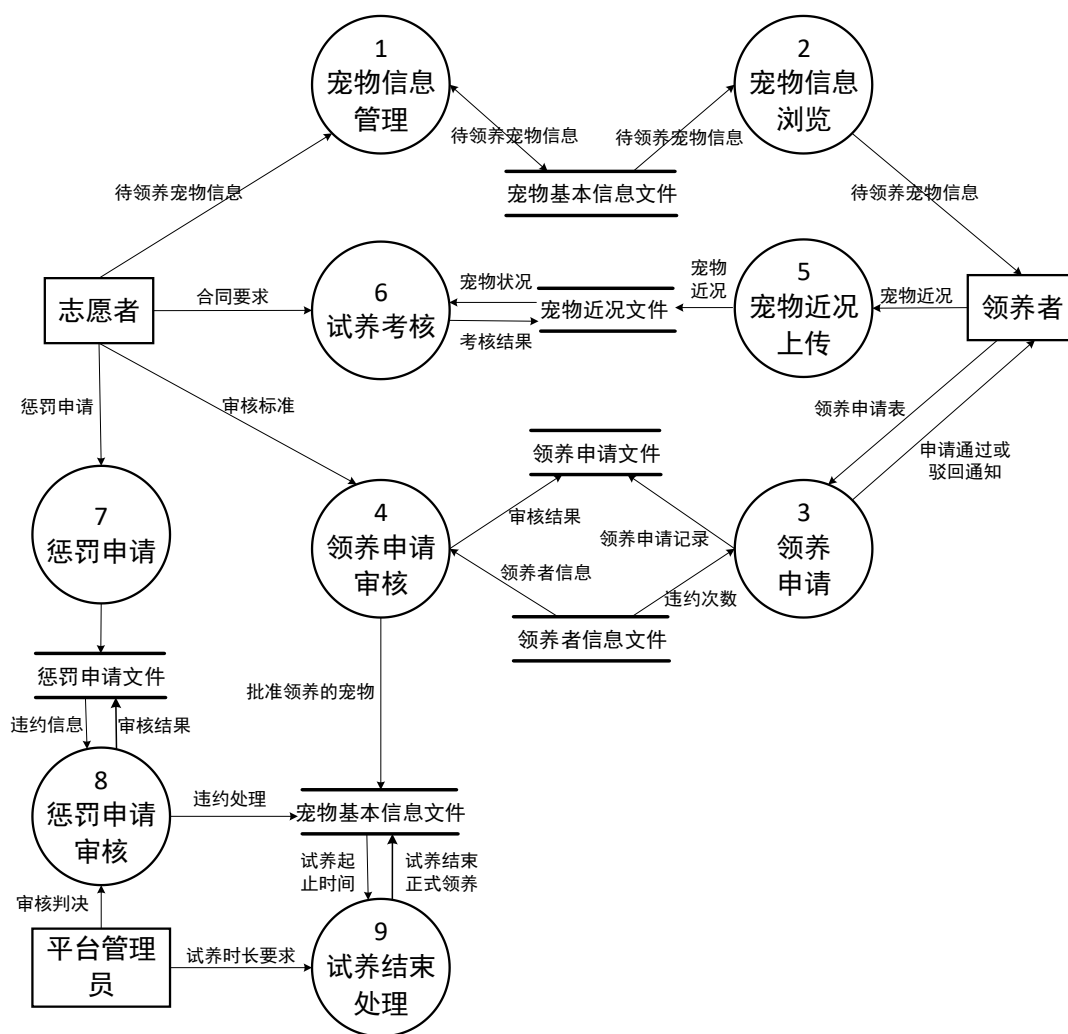 1
宠物信息
管理
2
宠物信息
浏览
待领养宠物信息
待领养宠物信息
宠物基本信息文件
待领养宠物信息
待领养宠物信息
志愿者
合同要求
6
试养考核
宠物状况
考核结果
宠物近况文件
宠物
近况
5
宠物近况
上传
宠物近况
领养者
惩罚申请
审核标准
领养申请表
申请通过或
驳回通知
领养申请文件
7
惩罚申请
4
领养申请
审核
审核结果
领养申请记录
领养者信息
违约次数
3
领养
申请
领养者信息文件
惩罚申请文件
违约信息
审核结果
批准领养的宠物
8
惩罚申请
审核
违约处理
宠物基本信息文件
试养起
止时间
试养结束
正式领养
审核判决
平台管理
员
试养时长要求
9
试养结束
处理